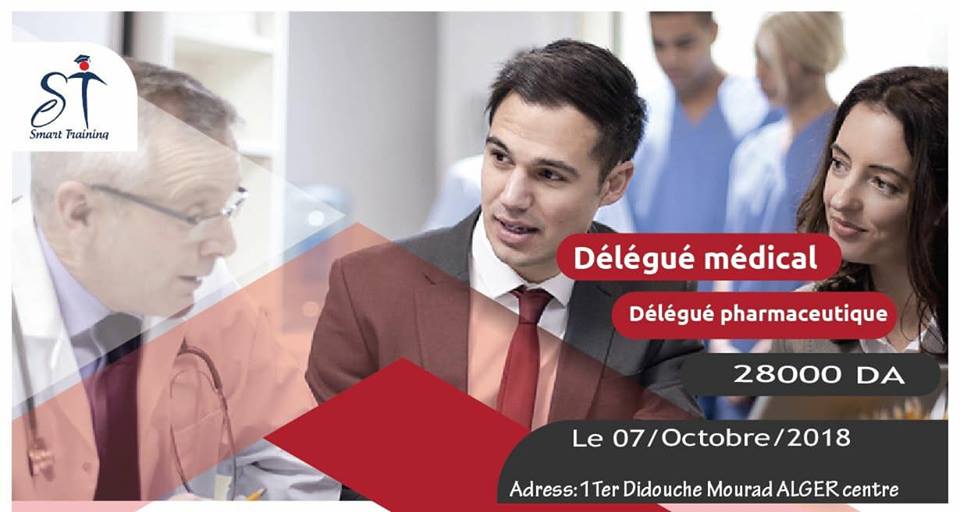 ST
Smart Training
Délégué médical
Délégué pharmaceutique
28000 DA
Le 07/Octobre/2018
Adress:1Ter Didouche Mourad ALGER centre